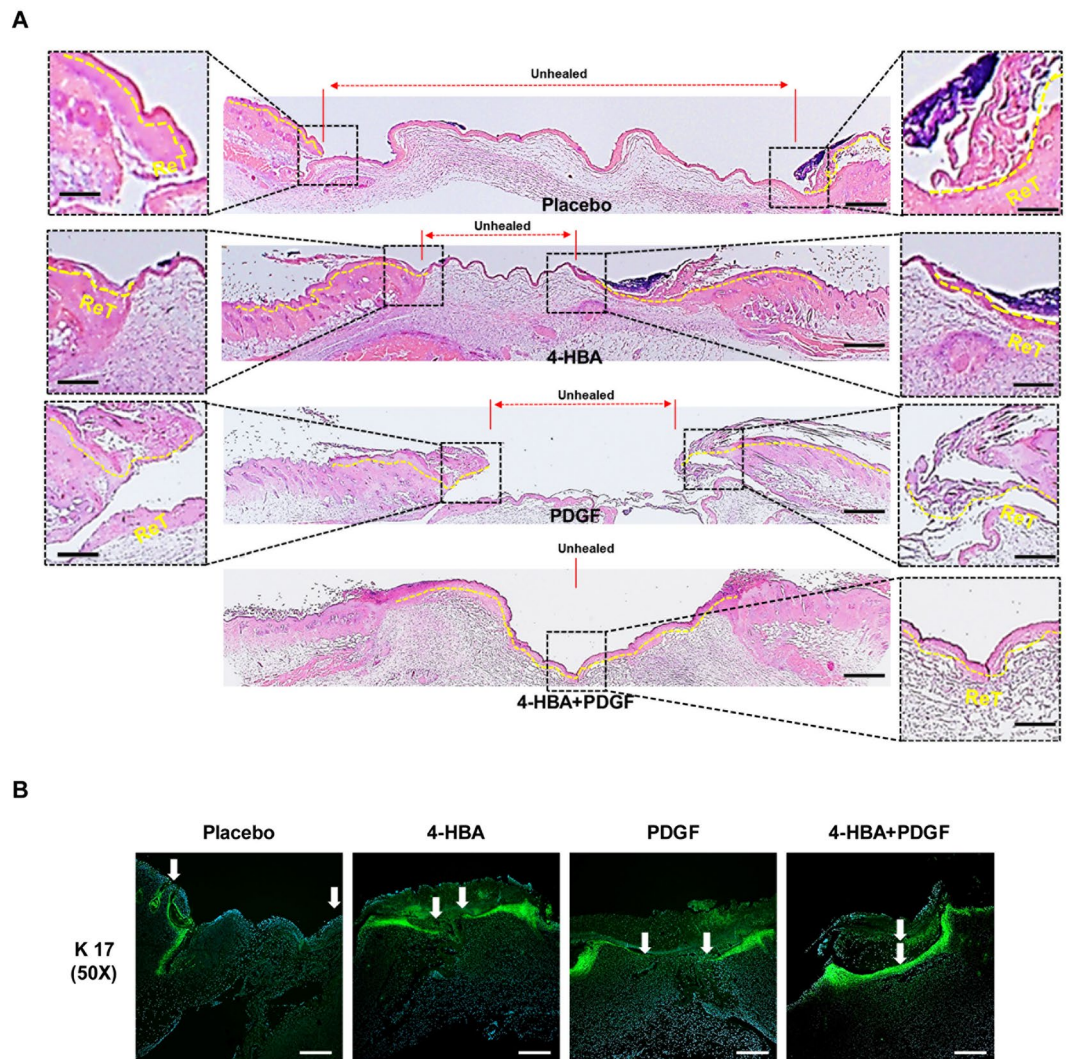 A
Unhealed
ReT
ReT
Placebo
Unhealed
ReT
ReT
4-HBA
Unhealed
ReT
ReT
PDGF
Unhealed
ReT
4-HBA+PDGF
B
Placebo
4-HBA
PDGF
4-HBA+PDGF
K 17
(50X)